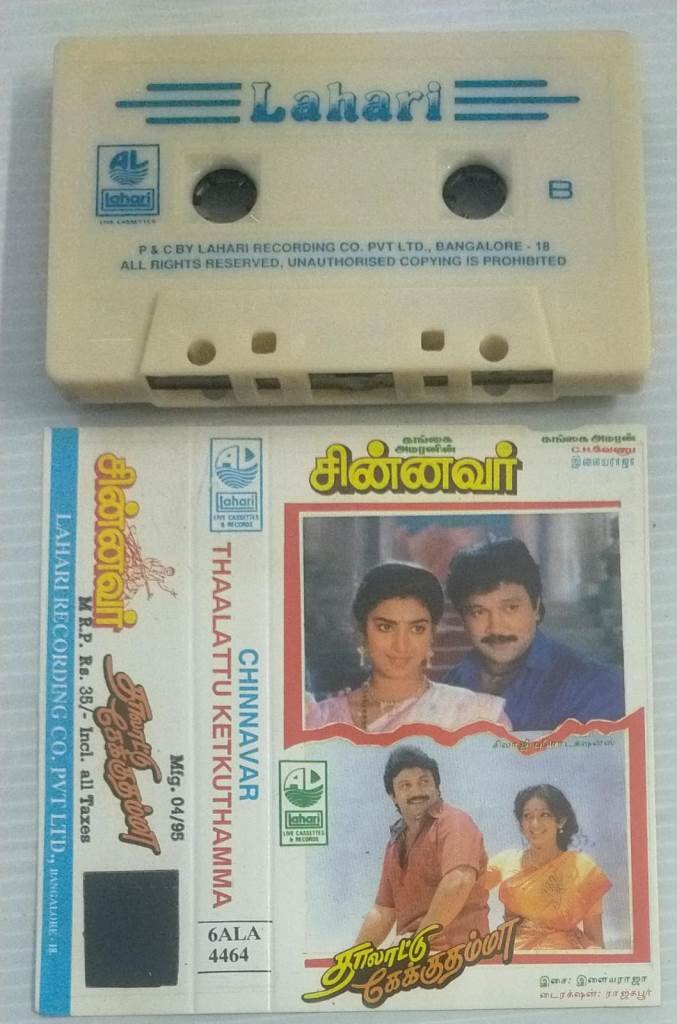 Lahari
AL
lahari
LIVE CASSETTES
B
P & C BY LAHARI RECORDING CO. PVT LTD., BANGALORE - 18
ALL RIGHTS RESERVED, UNAUTHORISED COPYING IS PROHIBITED
LAHARI RECORDING CO. PVT LTD., BANGALORE - 18.
சின்னவர்
தாலாட்டு
கேக்குதம்மா
M R.P. Rs. 35/- Incl. all Taxes
Mfg. 04/95
AL
lahari
LIVE CASSETTES
& RECORDS
CHINNAVAR
THAALATTU KETKUTHAMMA
6ALA
4464
கங்கை
அமரனின்
சின்னவர்
கங்கை அமரன்
C.H.வேணு
இளையராஜா
AL
lahari
LIVE CASSETTES
& RECORDS
தாலாட்டு
கேக்குதம்மா
இசை: இளையராஜா
டைரக்‌ஷன்: ராஜ்கபூர்